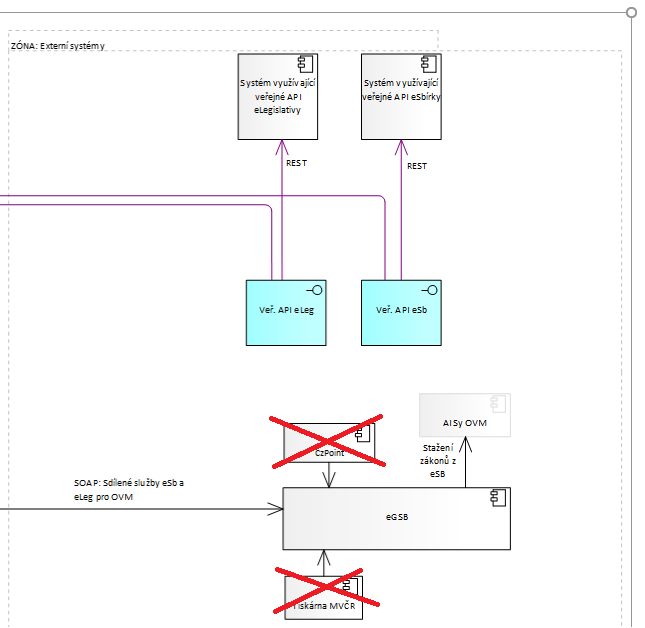 ZÓNA: Externí systémy
Systém využívající
veřejné API
eLegislativy
Systém využívající
veřejné API eSbírky
REST
REST
Veř. API eLeg
Veř. API eSb
AISy OVM
CzPoint
Stažení
zákonů z
eSB
SOAP: Sdílené služby eSb a
eLeg pro OVM
eGSB
Tiskárna MVČR